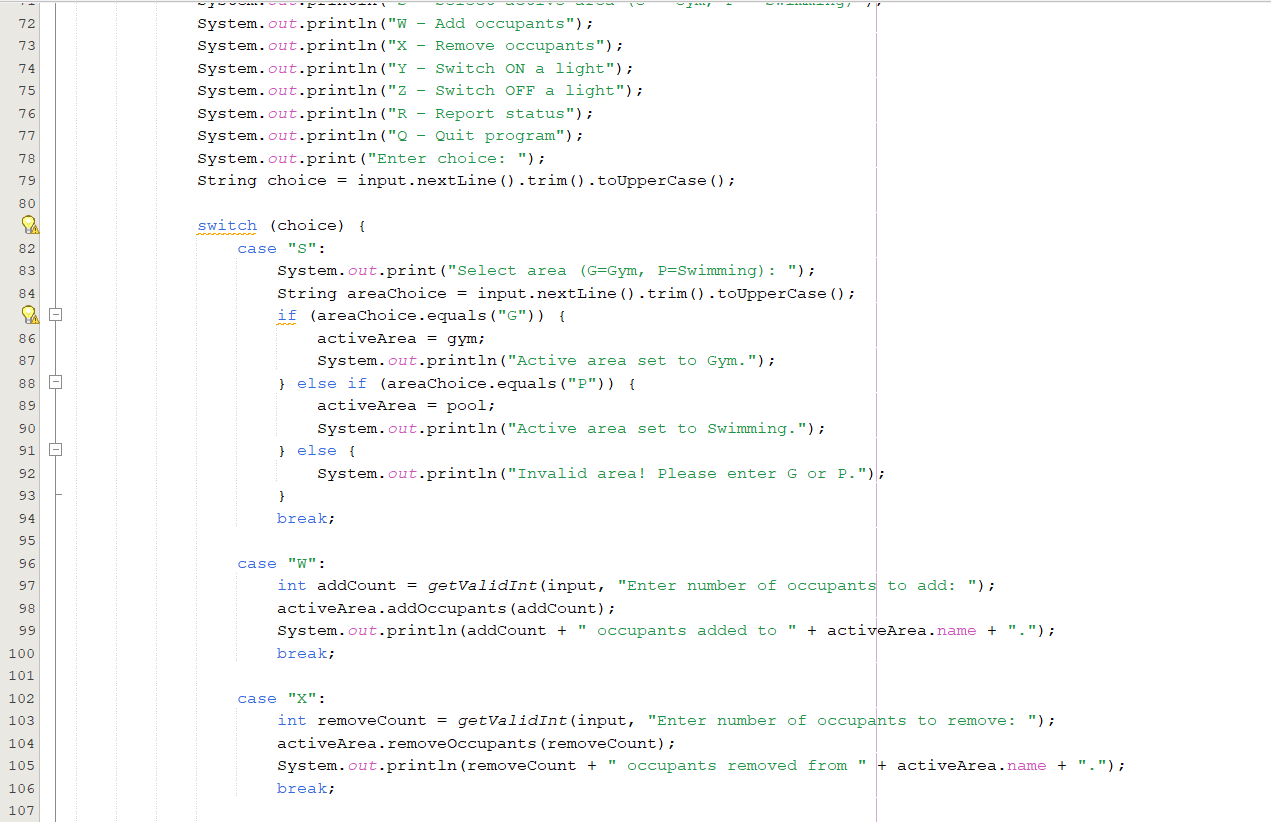 72 System.out.println("W – Add occupants");
73 System.out.println("X – Remove occupants");
74 System.out.println("Y – Switch ON a light");
75 System.out.println("Z – Switch OFF a light");
76 System.out.println("R – Report status");
77 System.out.println("Q – Quit program");
78 System.out.print("Enter choice: ");
79 String choice = input.nextLine().trim().toUpperCase();
80
switch (choice) {
82 case "S":
83 System.out.print("Select area (G=Gym, P=Swimming): ");
84 String areaChoice = input.nextLine().trim().toUpperCase();
if (areaChoice.equals("G")) {
86 activeArea = gym;
87 System.out.println("Active area set to Gym.");
88 } else if (areaChoice.equals("P")) {
89 activeArea = pool;
90 System.out.println("Active area set to Swimming.");
91 } else {
92 System.out.println("Invalid area! Please enter G or P.");
93 }
94 break;
95
96 case "W":
97 int addCount = getValidInt(input, "Enter number of occupants to add: ");
98 activeArea.addOccupants(addCount);
99 System.out.println(addCount + " occupants added to " + activeArea.name + ".");
100 break;
101
102 case "X":
103 int removeCount = getValidInt(input, "Enter number of occupants to remove: ");
104 activeArea.removeOccupants(removeCount);
105 System.out.println(removeCount + " occupants removed from " + activeArea.name + ".");
106 break;
107